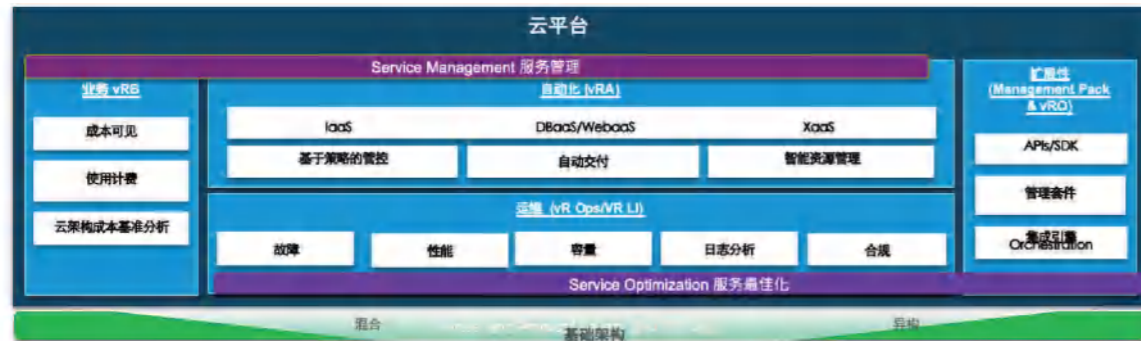 云平台
Service Management 服务管理
业务 vRB
成本可见
使用计费
云架构成本基准分析
自动化 (vRA)
IaaS
DBaaS/WebaaS
XaaS
基于策略的管控
自动交付
智能资源管理
运维 (vR Ops/VR LI)
故障
性能
容量
日志分析
合规
Service Optimization 服务最佳化
扩展性
(Management Pack
& vRO)
APIs/SDK
管理套件
集成引擎
Orchestration
混合
异构
基础架构